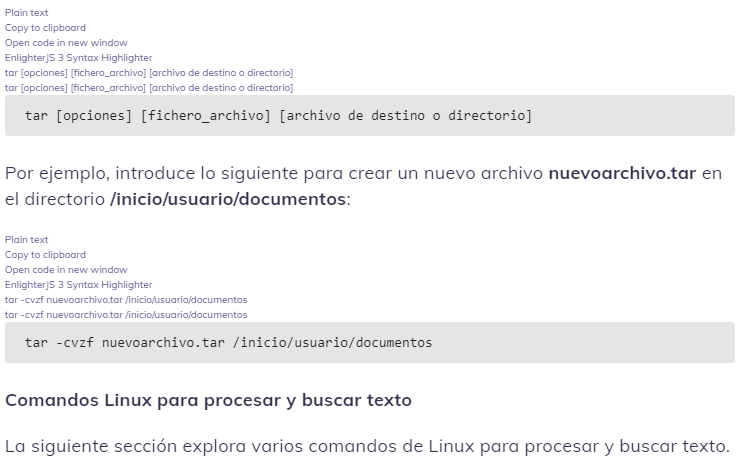 Plain text
Copy to clipboard
Open code in new window
EnlighterJS 3 Syntax Highlighter
tar [opciones] [fichero_archivo] [archivo de destino o directorio]
tar [opciones] [fichero_archivo] [archivo de destino o directorio]
tar [opciones] [fichero_archivo] [archivo de destino o directorio]
Por ejemplo, introduce lo siguiente para crear un nuevo archivo nuevoarchivo.tar en
el directorio /inicio/usuario/documentos:
Plain text
Copy to clipboard
Open code in new window
EnlighterJS 3 Syntax Highlighter
tar -cvzf nuevoarchivo.tar /inicio/usuario/documentos
tar -cvzf nuevoarchivo.tar /inicio/usuario/documentos
tar -cvzf nuevoarchivo.tar /inicio/usuario/documentos
Comandos Linux para procesar y buscar texto
La siguiente sección explora varios comandos de Linux para procesar y buscar texto.